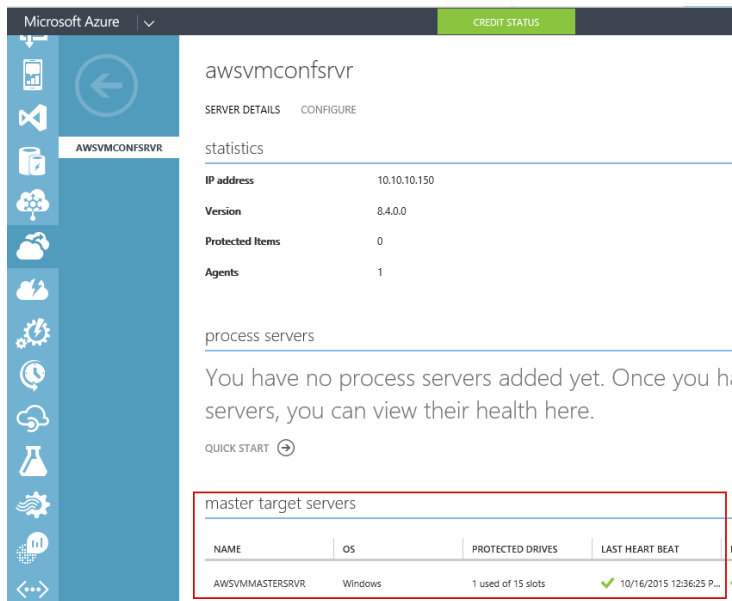 Microsoft Azure
CREDIT STATUS
awsvmconfsrvr
SERVER DETAILS CONFIGURE
AWSVMCONFSRVR
statistics
IP address 10.10.10.150
Version 8.4.0.0
Protected Items 0
Agents 1
process servers
You have no process servers added yet. Once you ha
servers, you can view their health here.
QUICK START
master target servers
NAME OS PROTECTED DRIVES LAST HEART BEAT
AWSVMMASTERSRVR Windows 1 used of 15 slots 10/16/2015 12:36:25 P...